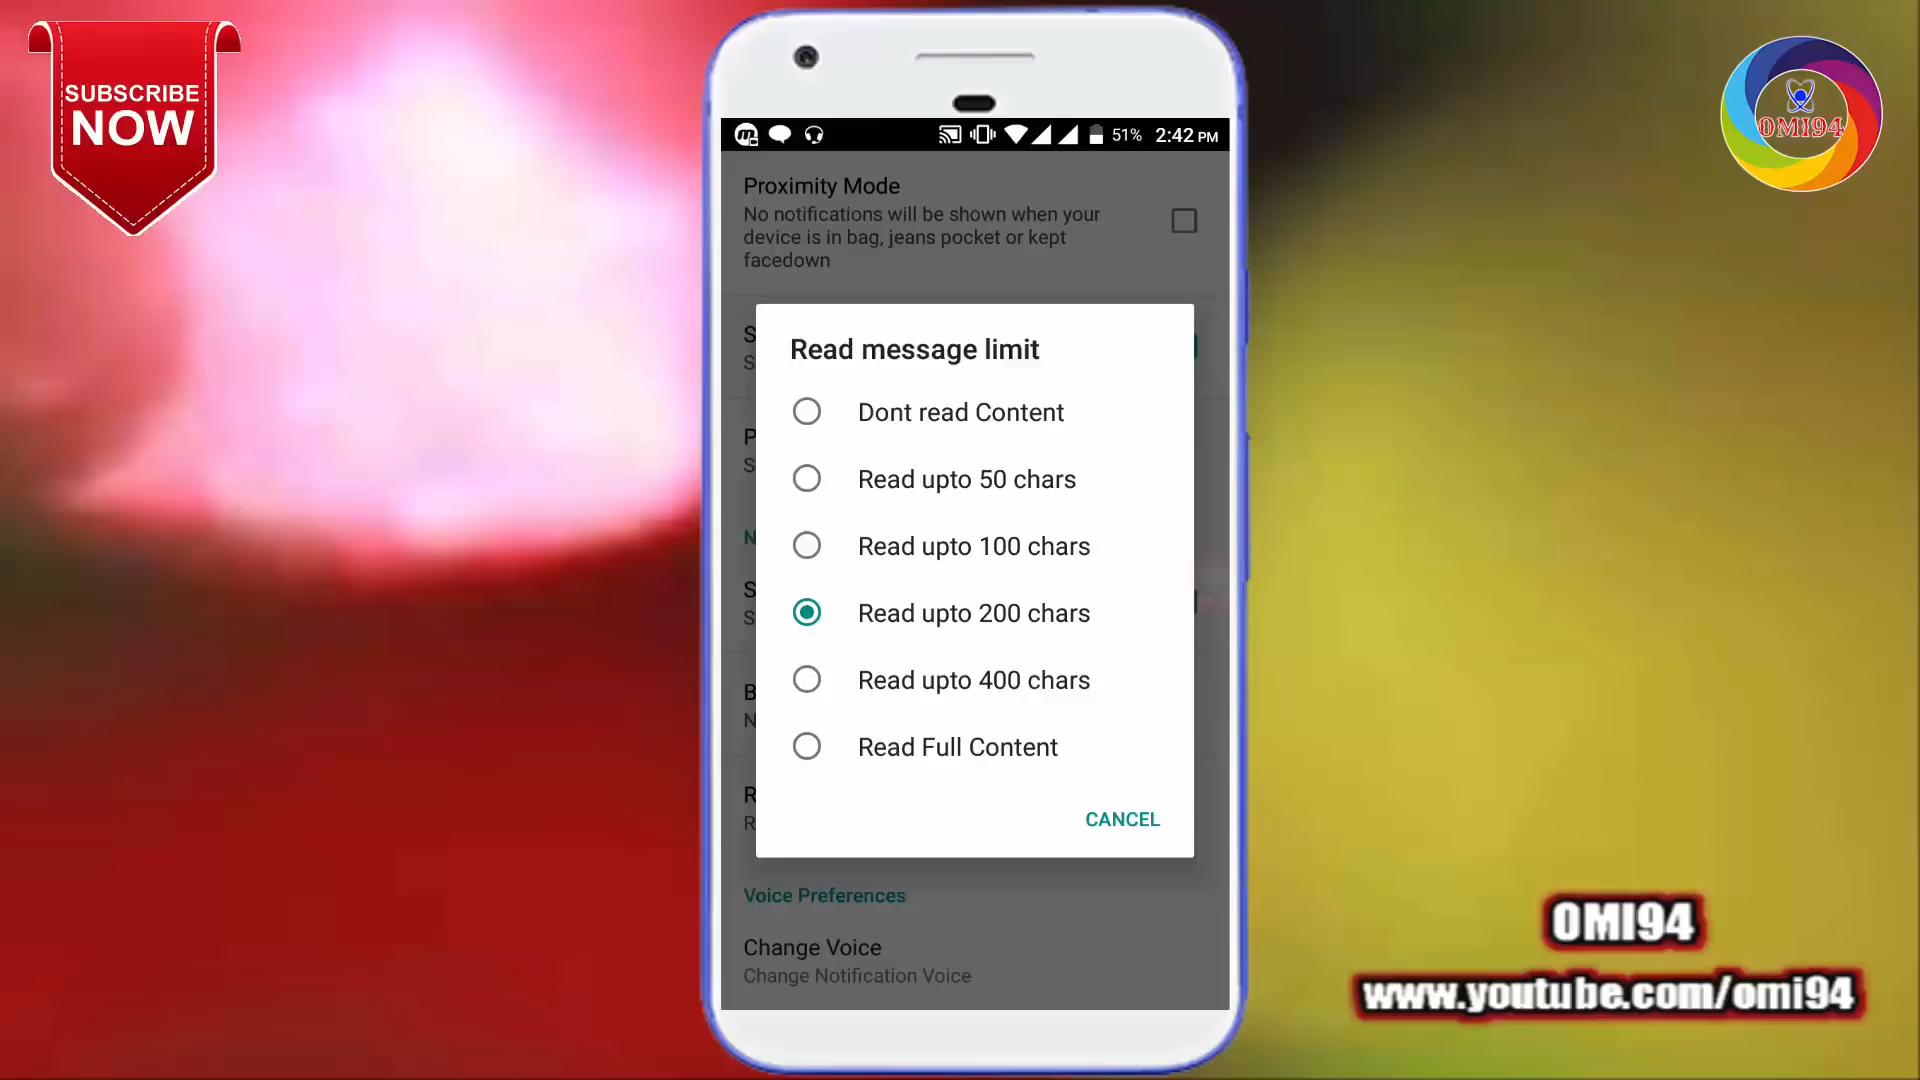 SUBSCRIBE
NOW
OMI94
51% 2:42 PM
Proximity Mode
No notifications will be shown when your
device is in bag, jeans pocket or kept
facedown
Read message limit
Dont read Content
Read upto 50 chars
Read upto 100 chars
Read upto 200 chars
Read upto 400 chars
Read Full Content
CANCEL
Voice Preferences
Change Voice
Change Notification Voice
OMI94
www.youtube.com/omi94